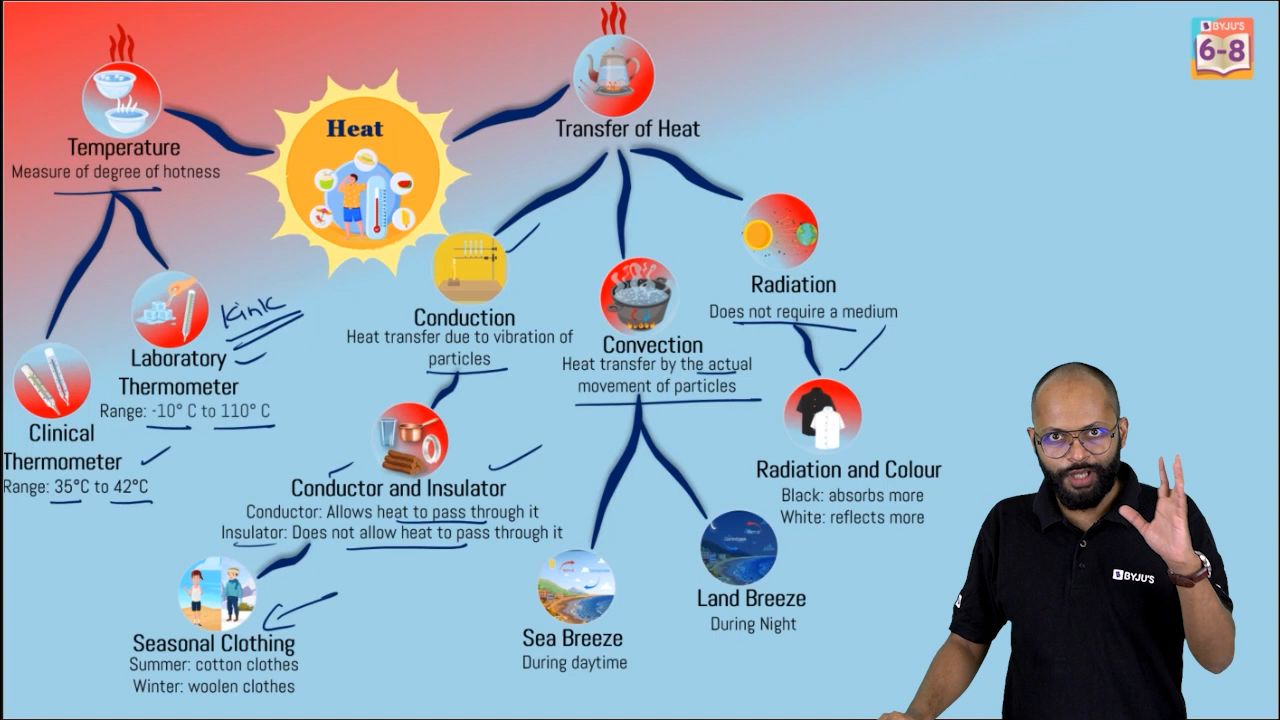 BYJU'S
6-8
Heat
Transfer of Heat
Temperature
Measure of degree of hotness
Kink
Laboratory
Thermometer
Range: -10° C to 110° C
Clinical
Thermometer
Range: 35°C to 42°C
Conduction
Heat transfer due to vibration of
particles
Conductor and Insulator
Conductor: Allows heat to pass through it
Insulator: Does not allow heat to pass through it
Seasonal Clothing
Summer: cotton clothes
Winter: woolen clothes
Convection
Heat transfer by the actual
movement of particles
Sea Breeze
During daytime
Land Breeze
During Night
Radiation
Does not require a medium
Radiation and Colour
Black: absorbs more
White: reflects more
BYJU'S